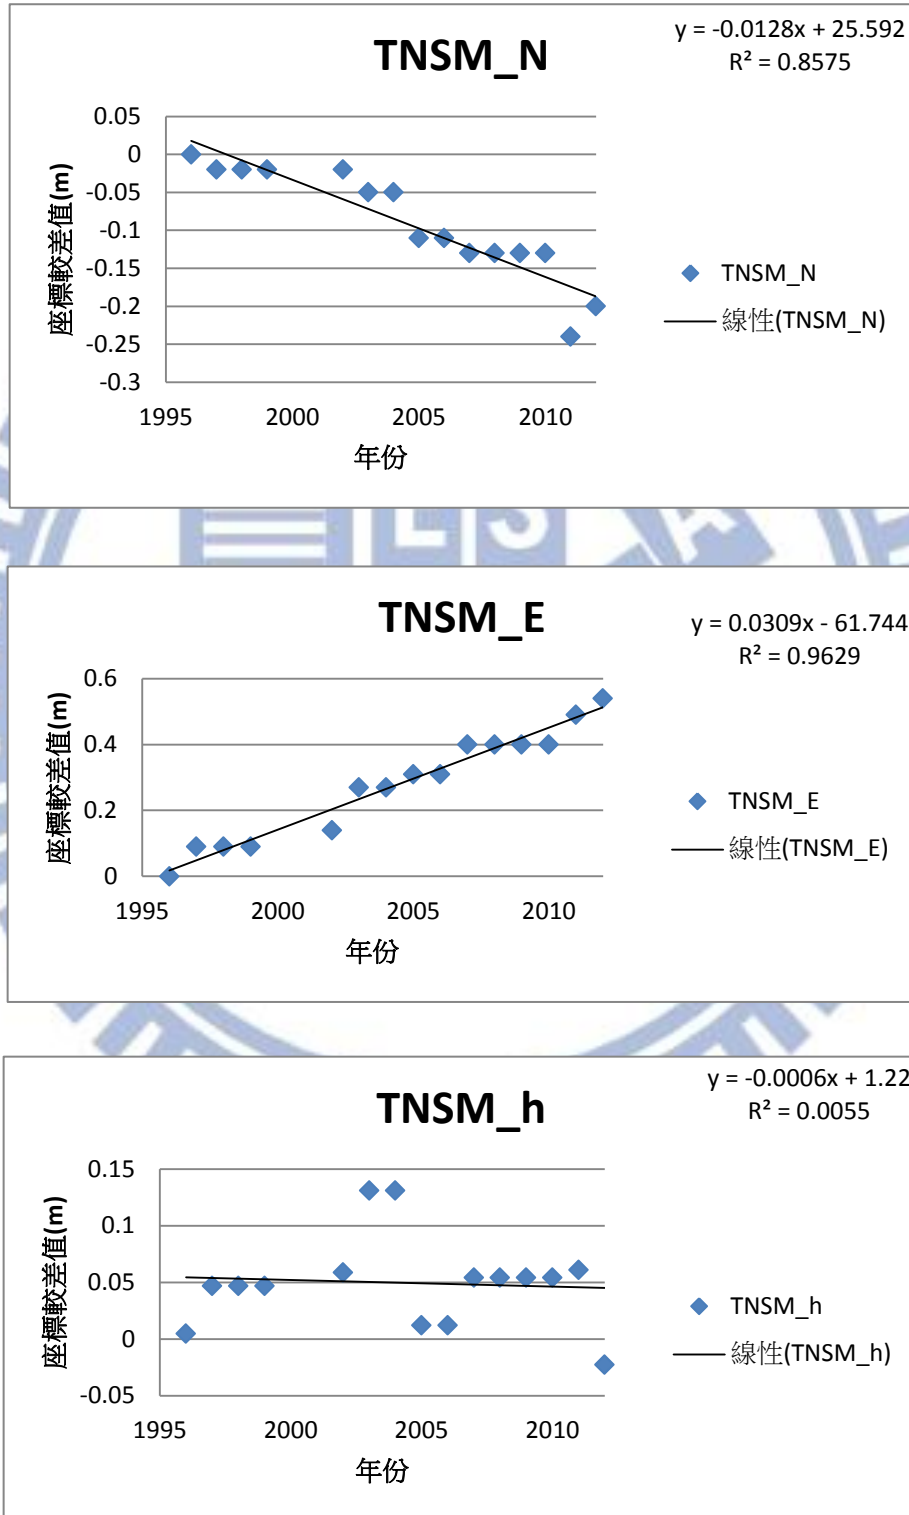 TNSM_N
y = -0.0128x + 25.592
R² = 0.8575
0.05
0
-0.05
-0.1
-0.15
-0.2
-0.25
-0.3
座標較差值(m)
1995 2000 2005 2010
年份
TNSM_N
線性(TNSM_N)
LS A
TNSM_E
y = 0.0309x - 61.744
R² = 0.9629
0.6
0.4
0.2
0
座標較差值(m)
1995 2000 2005 2010
年份
TNSM_E
線性(TNSM_E)
TNSM_h
y = -0.0006x + 1.22
R² = 0.0055
0.15
0.1
0.05
0
-0.05
座標較差值(m)
1995 2000 2005 2010
年份
TNSM_h
線性(TNSM_h)